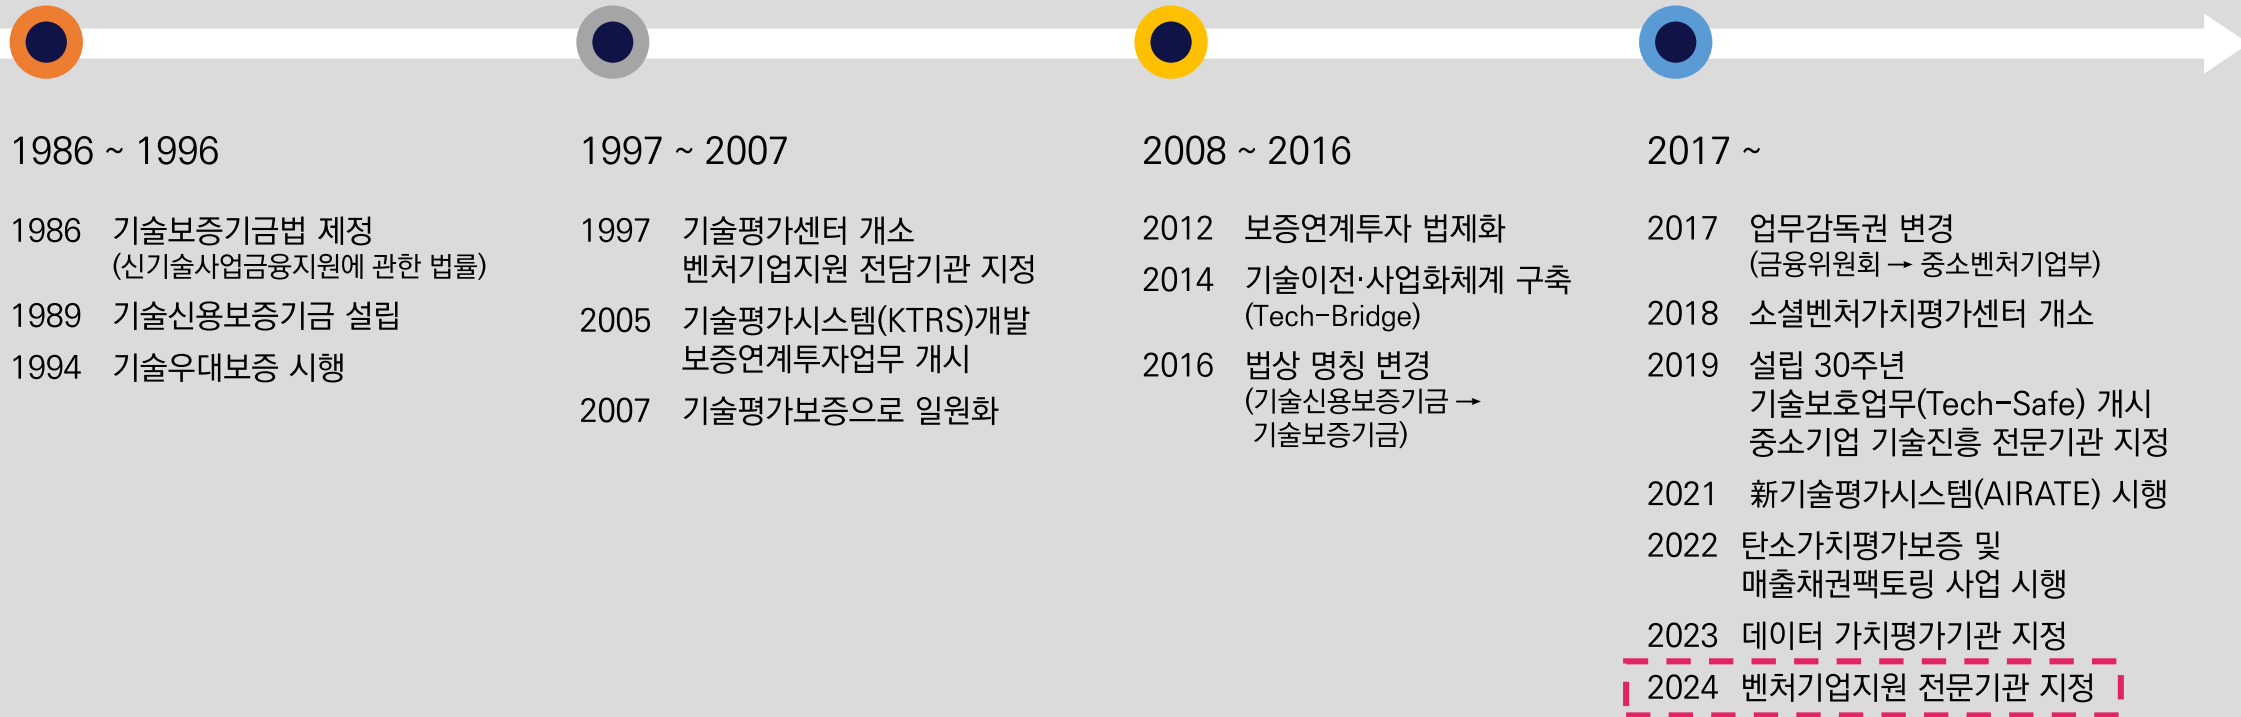 1986 ~ 1996
1986 기술보증기금법 제정
(신기술사업금융지원에 관한 법률)
1989 기술신용보증기금 설립
1994 기술우대보증 시행
1997 ~ 2007
1997 기술평가센터 개소
벤처기업지원 전담기관 지정
2005 기술평가시스템(KTRS)개발
보증연계투자업무 개시
2007 기술평가보증으로 일원화
2008 ~ 2016
2012 보증연계투자 법제화
2014 기술이전·사업화체계 구축
(Tech-Bridge)
2016 법상 명칭 변경
(기술신용보증기금 →
기술보증기금)
2017 ~
2017 업무감독권 변경
(금융위원회 → 중소벤처기업부)
2018 소셜벤처가치평가센터 개소
2019 설립 30주년
기술보호업무(Tech-Safe) 개시
중소기업 기술진흥 전문기관 지정
2021 新기술평가시스템(AIRATE) 시행
2022 탄소가치평가보증 및
매출채권팩토링 사업 시행
2023 데이터 가치평가기관 지정
2024 벤처기업지원 전문기관 지정